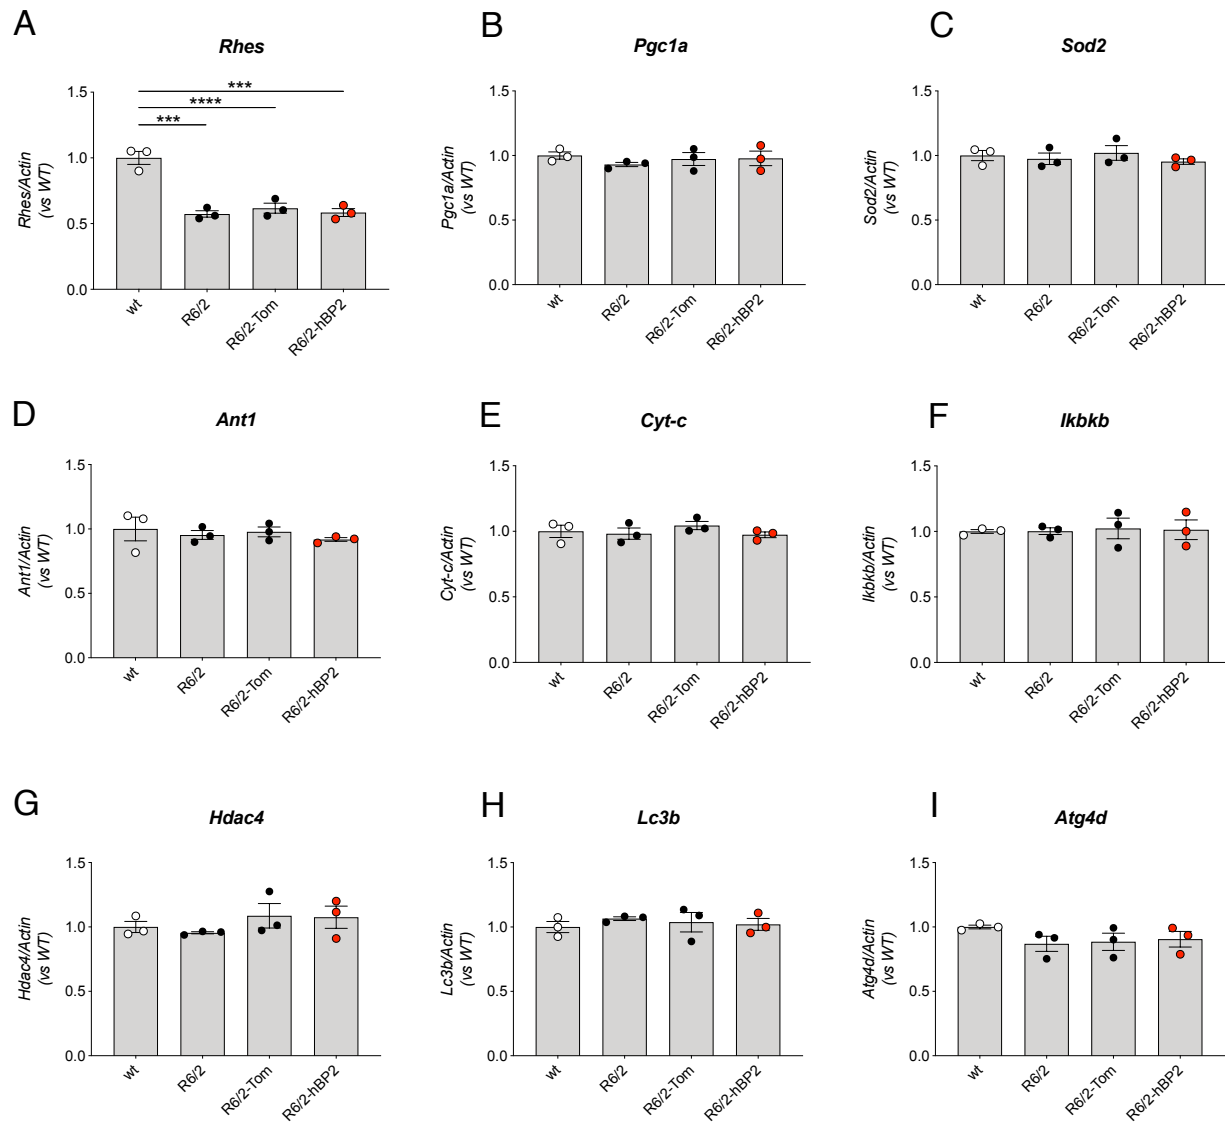 A
Rhes
***
****
***
Rhes/Actin
(vs WT)
1.5
1.0
0.5
0.0
wt
R6/2
R6/2-Tom
R6/2-hBP2
B
Pgc1a
Pgc1a/Actin
(vs WT)
1.5
1.0
0.5
0.0
wt
R6/2
R6/2-Tom
R6/2-hBP2
C
Sod2
Sod2/Actin
(vs WT)
1.5
1.0
0.5
0.0
wt
R6/2
R6/2-Tom
R6/2-hBP2
D
Ant1
Ant1/Actin
(vs WT)
1.5
1.0
0.5
0.0
wt
R6/2
R6/2-Tom
R6/2-hBP2
E
Cyt-c
Cyt-c/Actin
(vs WT)
1.5
1.0
0.5
0.0
wt
R6/2
R6/2-Tom
R6/2-hBP2
F
Ikbkb
Ikbkb/Actin
(vs WT)
1.5
1.0
0.5
0.0
wt
R6/2
R6/2-Tom
R6/2-hBP2
G
Hdac4
Hdac4/Actin
(vs WT)
1.5
1.0
0.5
0.0
wt
R6/2
R6/2-Tom
R6/2-hBP2
H
Lc3b
Lc3b/Actin
(vs WT)
1.5
1.0
0.5
0.0
wt
R6/2
R6/2-Tom
R6/2-hBP2
I
Atg4d
Atg4d/Actin
(vs WT)
1.5
1.0
0.5
0.0
wt
R6/2
R6/2-Tom
R6/2-hBP2